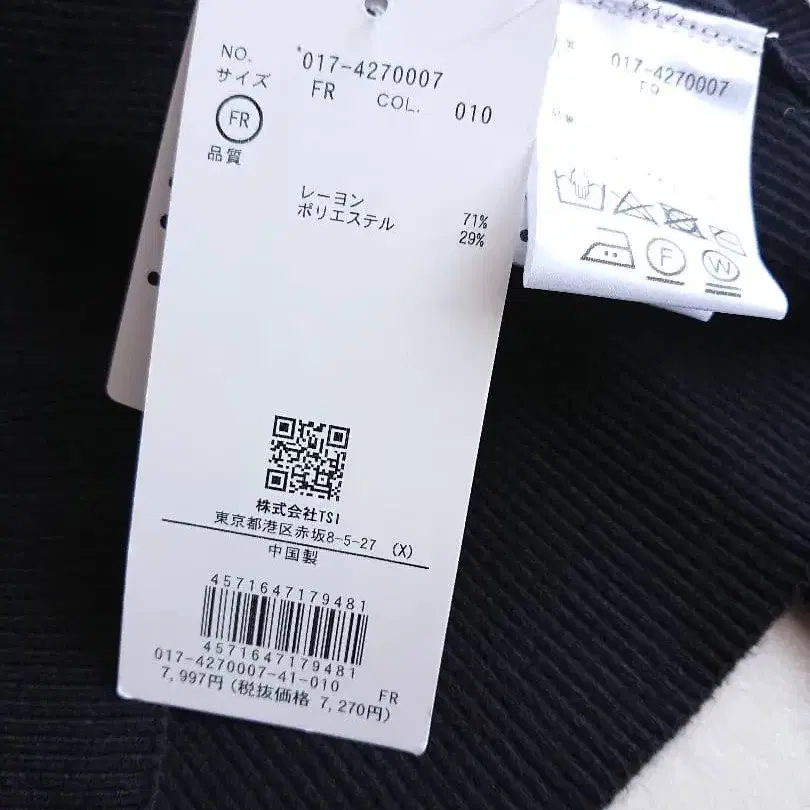 NO. *017-4270007
サイズ FR COL. 010
FR
品質
レーヨン 71%
ポリエステル 29%
株式会社TSI
東京都港区赤坂8-5-27 (X)
中国製
4571647179481
4571647179481
017-4270007-41-010 FR
7,997円(税抜価格 7,270円)
017-4270007
FR
F
W